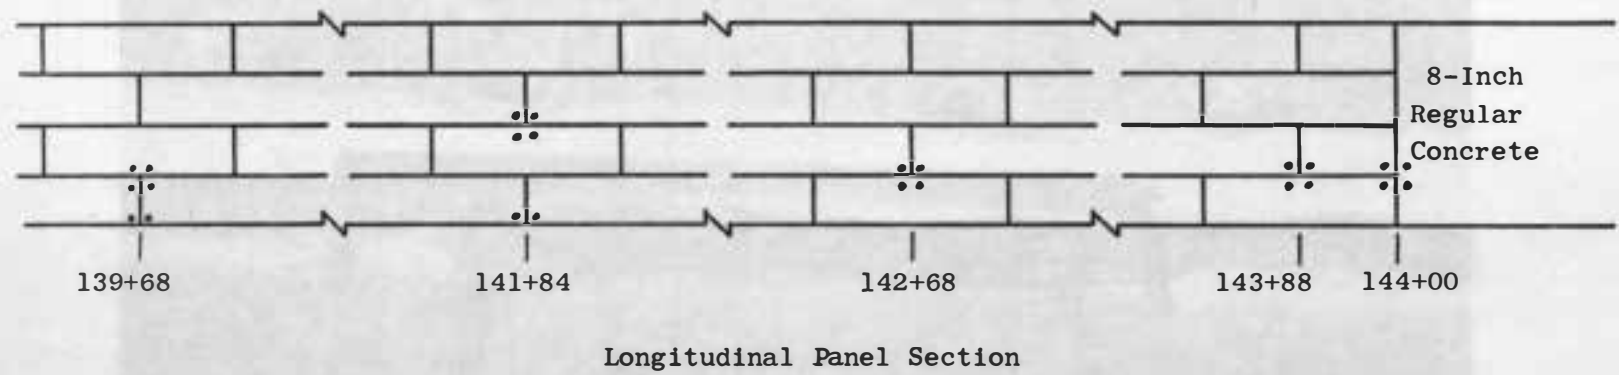 8-Inch
Regular
Concrete
139+68 141+84 142+68 143+88 144+00
Longitudinal Panel Section